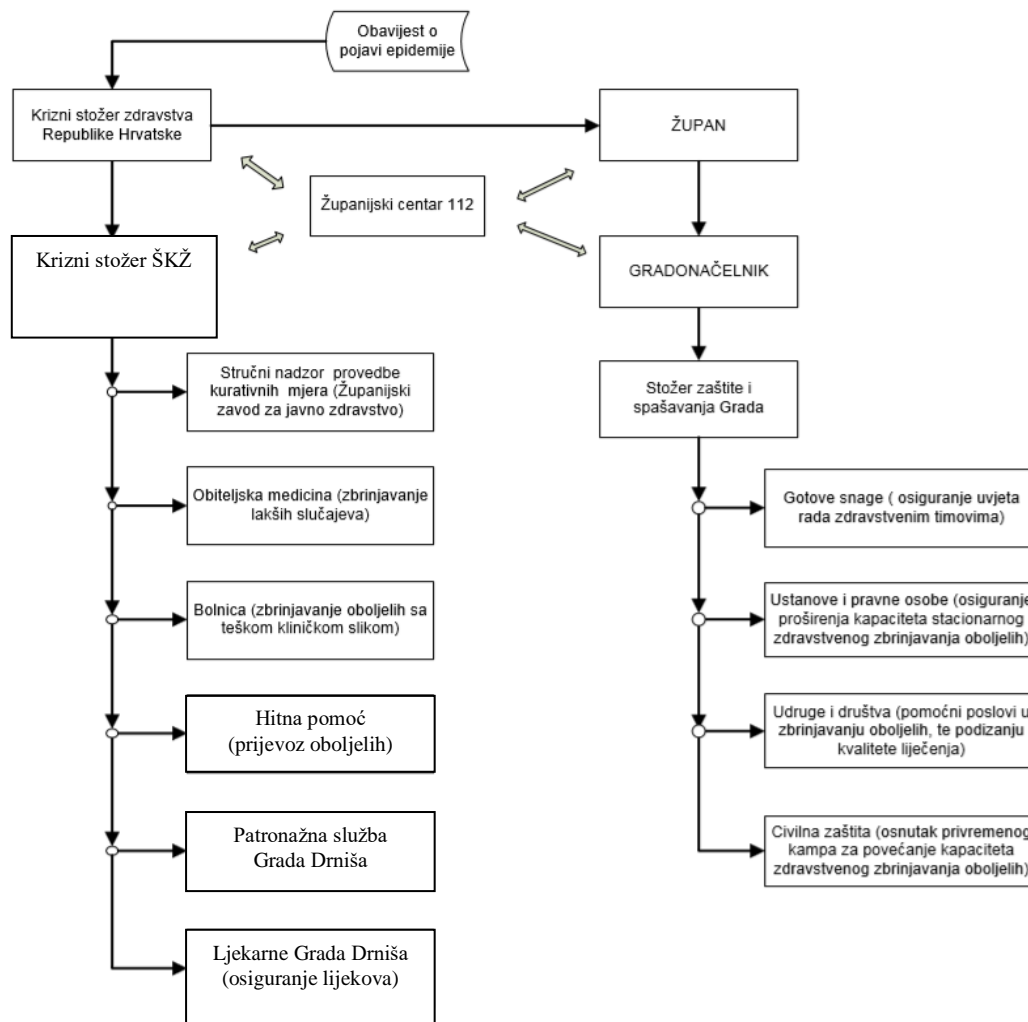 Obavijest o
pojavi epidemije
Krizni stožer zdravstva
Republike Hrvatske
ŽUPAN
Županijski centar 112
Krizni stožer ŠKŽ
GRADONAČELNIK
Stručni nadzor provedbe
kurativnih mjera (Županijski
zavod za javno zdravstvo)
Stožer zaštite i
spašavanja Grada
Obiteljska medicina (zbrinjavanje
lakših slučajeva)
Gotove snage ( osiguranje uvjeta
rada zdravstvenim timovima)
Bolnica (zbrinjavanje oboljelih sa
teškom kliničkom slikom)
Ustanove i pravne osobe (osiguranje
proširenja kapaciteta stacionarnog
zdravstvenog zbrinjavanja oboljelih)
Hitna pomoć
(prijevoz oboljelih)
Udruge i društva (pomoćni poslovi u
zbrinjavanju oboljelih, te podizanju
kvalitete liječenja)
Patronažna služba
Grada Drniša
Civilna zaštita (osnutak privremenog
kampa za povećanje kapaciteta
zdravstvenog zbrinjavanja oboljelih)
Ljekarne Grada Drniša
(osiguranje lijekova)